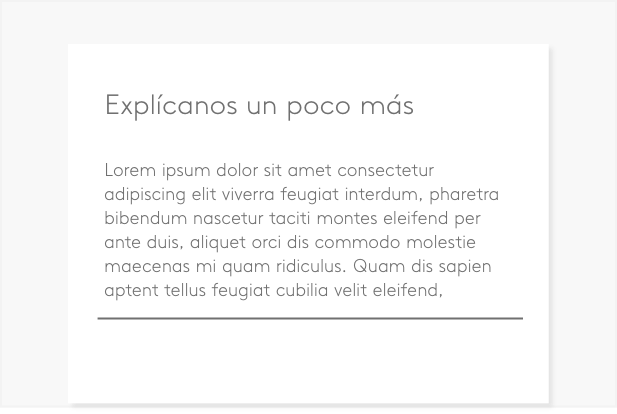 Explícanos un poco más
Lorem ipsum dolor sit amet consectetur
adipiscing elit viverra feugiat interdum, pharetra
bibendum nascetur taciti montes eleifend per
ante duis, aliquet orci dis commodo molestie
maecenas mi quam ridiculus. Quam dis sapien
aptent tellus feugiat cubilia velit eleifend,